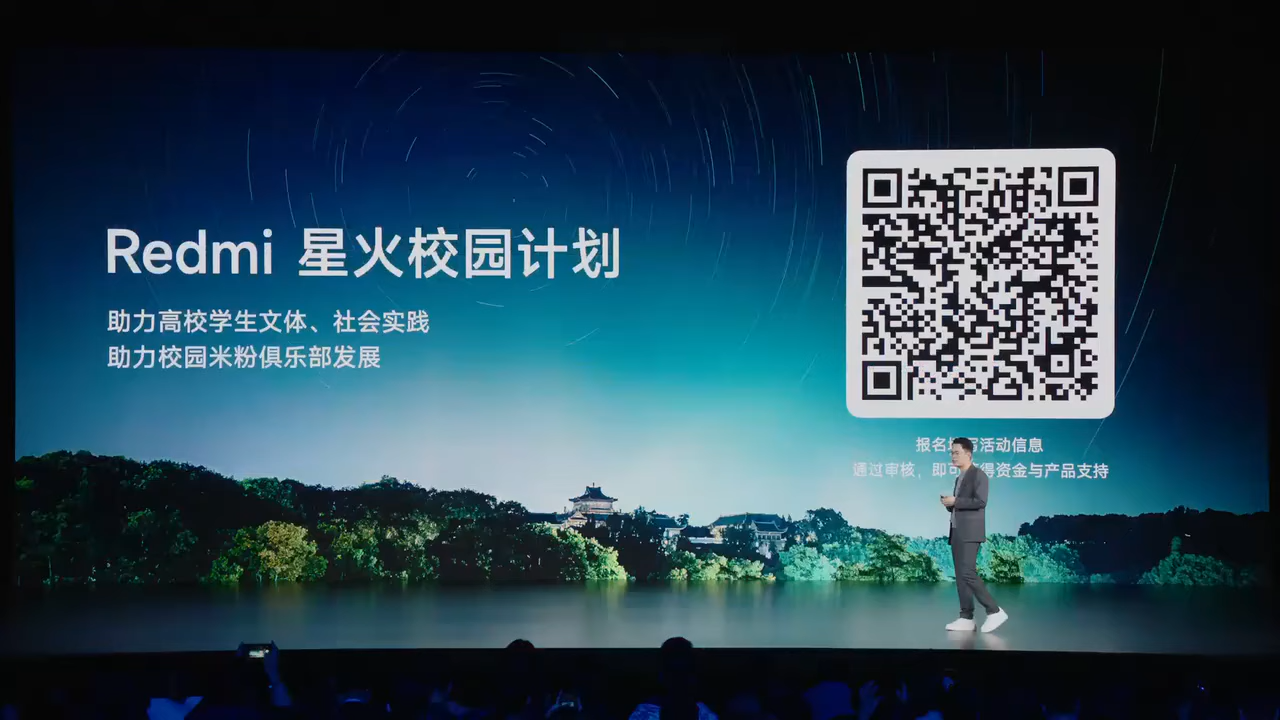 Redmi 星火校园计划
助力高校学生文体、社会实践
助力校园米粉俱乐部发展
报名 写活动信息
通过审核，即可 得资金与产品支持